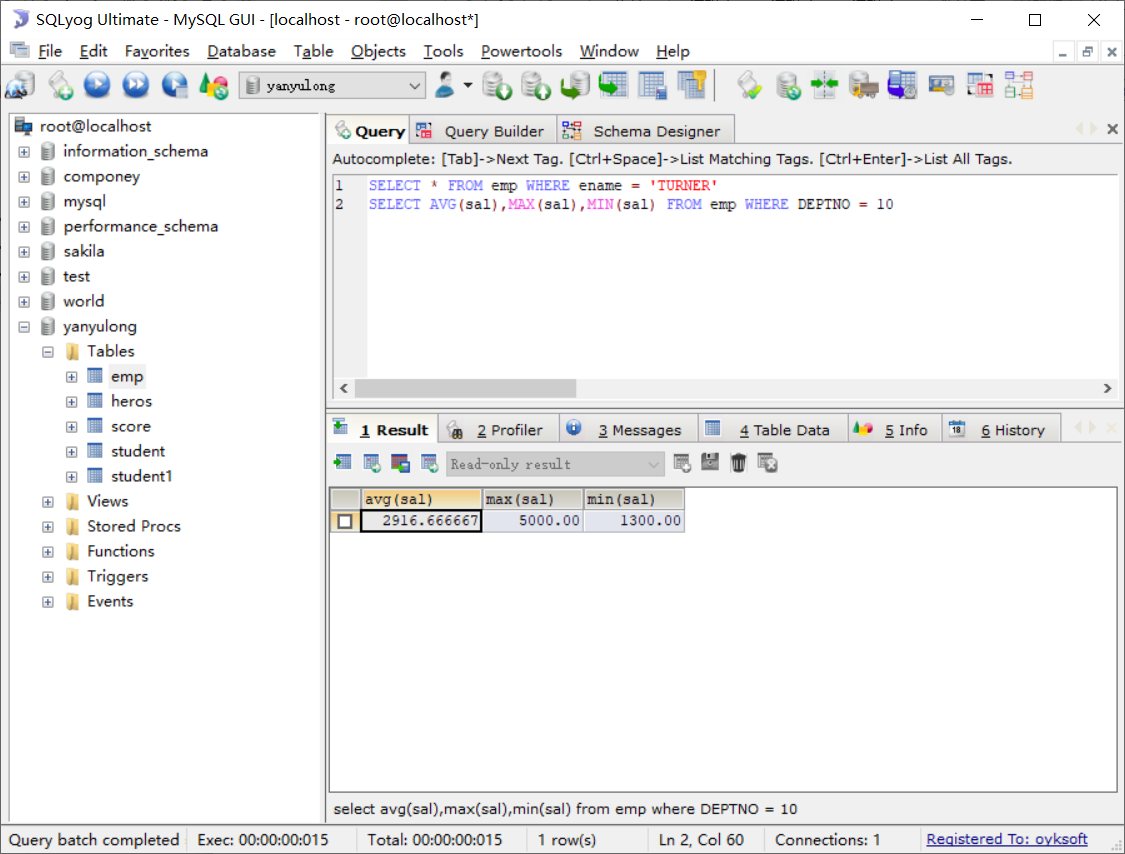 SQLyog Ultimate - MySQL GUI - [localhost - root@localhost*]
File Edit Favorites Database Table Objects Tools Powertools Window Help
yanyulong
root@localhost
information_schema
componey
mysql
performance_schema
sakila
test
world
yanyulong
Tables
emp
heros
score
student
student1
Views
Stored Procs
Functions
Triggers
Events
Query Query Builder Schema Designer
Autocomplete: [Tab]->Next Tag. [Ctrl+Space]->List Matching Tags. [Ctrl+Enter]->List All Tags.
1 SELECT * FROM emp WHERE ename = 'TURNER'
2 SELECT AVG(sal),MAX(sal),MIN(sal) FROM emp WHERE DEPTNO = 10
1 Result 2 Profiler 3 Messages 4 Table Data 5 Info 18 6 History
Read-only result
avg(sal) max(sal) min(sal)
2916.666667 5000.00 1300.00
select avg(sal),max(sal),min(sal) from emp where DEPTNO = 10
Query batch completed Exec: 00:00:00:015 Total: 00:00:00:015 1 row(s) Ln 2, Col 60 Connections: 1 Registered To: oyksoft